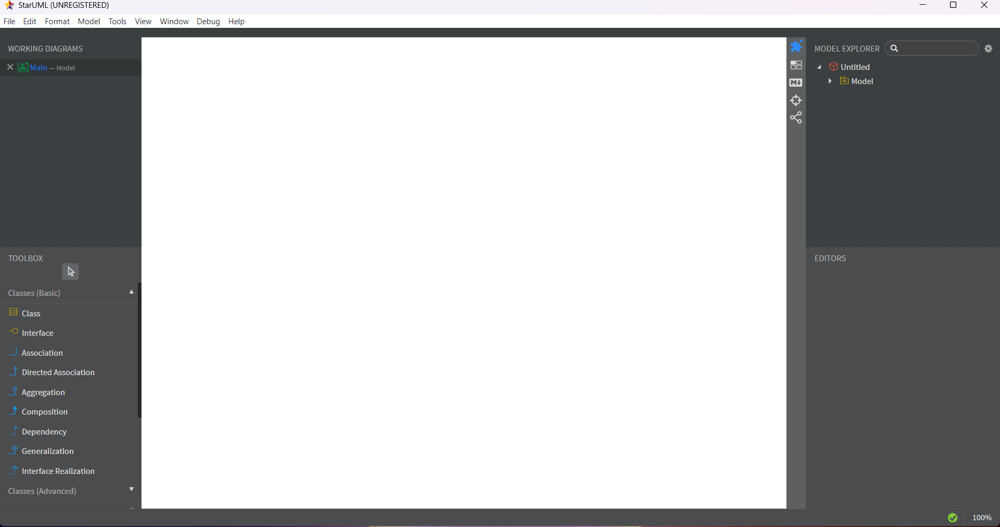 StarUML (UNREGISTERED)
File Edit Format Model Tools View Window Debug Help
WORKING DIAGRAMS
Main — Model
TOOLBOX
Classes (Basic)
Class
Interface
Association
Directed Association
Aggregation
Composition
Dependency
Generalization
Interface Realization
Classes (Advanced)
M
MODEL EXPLORER
Untitled
Model
EDITORS
100%